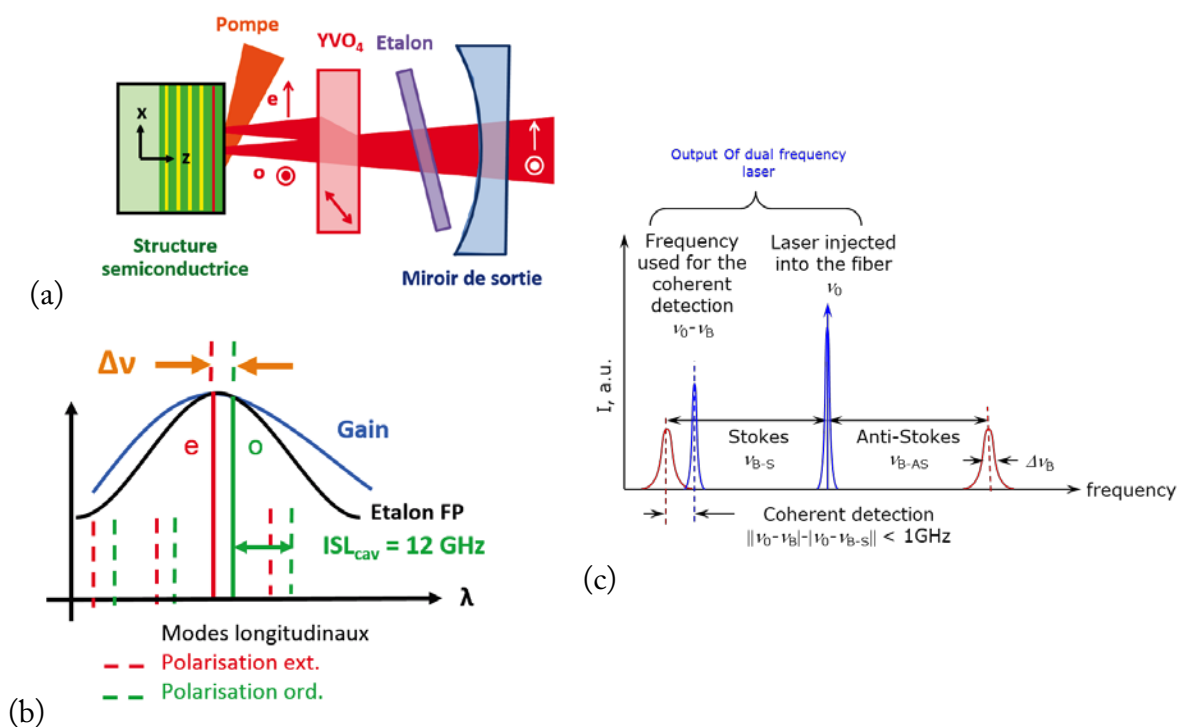 Pompe
YVO₄
Etalon
e
x
z
o
Structure
semiconductrice
Miroir de sortie
(a)
Δν
Gain
e
o
Etalon FP
ISLcav = 12 GHz
λ
Modes longitudinaux
Polarisation ext.
Polarisation ord.
(b)
Output Of dual frequency
laser
Frequency
used for the
coherent
detection
ν₀-νB
Laser injected
into the fiber
ν₀
I, a.u.
Stokes
νB-S
Anti-Stokes
νB-AS
ΔνB
frequency
Coherent detection
||ν₀-νB|-|ν₀-νB-S|| < 1GHz
(c)